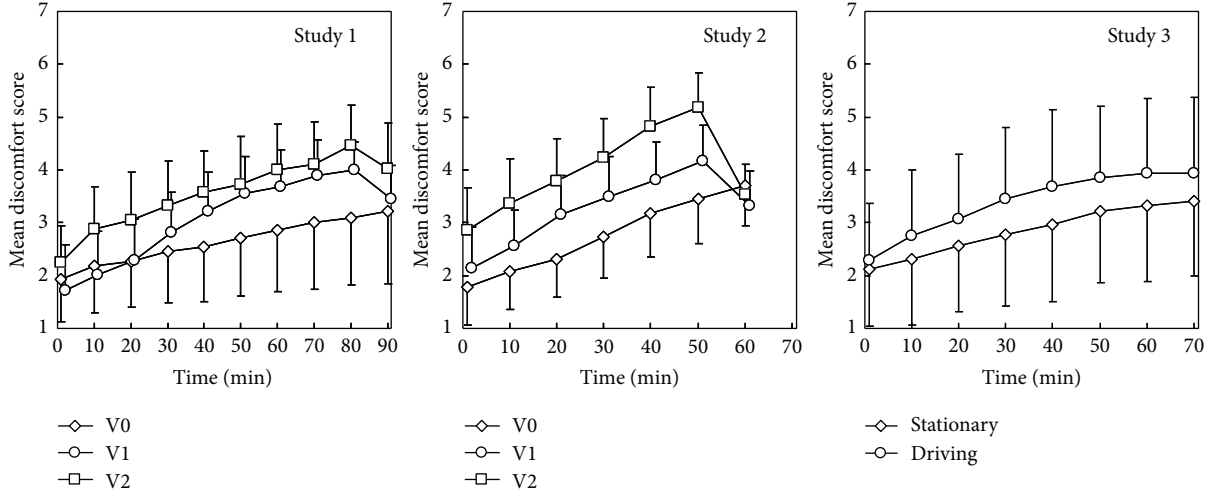 Study 1
Mean discomfort score
7
6
5
4
3
2
1
0 10 20 30 40 50 60 70 80 90
Time (min)
V0
V1
V2
Study 2
Mean discomfort score
7
6
5
4
3
2
1
0 10 20 30 40 50 60 70
Time (min)
V0
V1
V2
Study 3
Mean discomfort score
7
6
5
4
3
2
1
0 10 20 30 40 50 60 70
Time (min)
Stationary
Driving